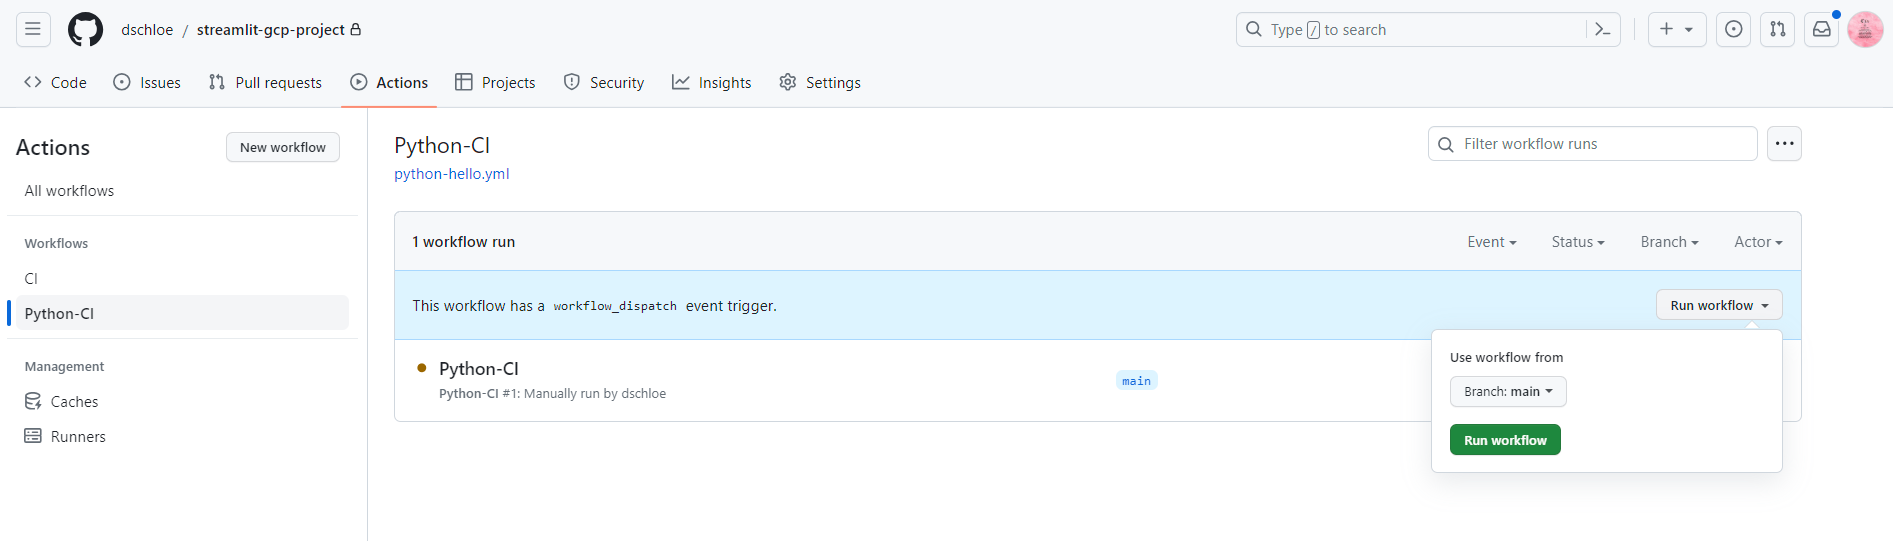 dschloe / streamlit-gcp-project
Type / to search
Code Issues Pull requests Actions Projects Security Insights Settings
Actions
New workflow
All workflows
Workflows
CI
Python-CI
Management
Caches
Runners
Python-CI
python-hello.yml
Filter workflow runs
1 workflow run
Event Status Branch Actor
This workflow has a workflow_dispatch event trigger.
Run workflow
Python-CI
Python-CI #1: Manually run by dschloe
main
Use workflow from
Branch: main
Run workflow